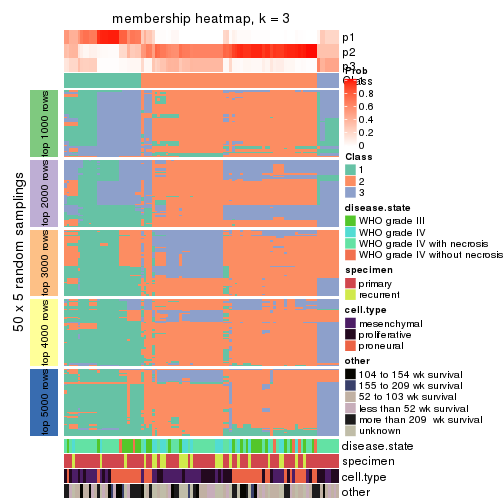 membership heatmap, k = 3
p1
p2
p3
Class
Prob
0.8
0.6
0.4
0.2
0
Class
1
2
3
disease.state
WHO grade III
WHO grade IV
WHO grade IV with necrosis
WHO grade IV without necrosis
specimen
primary
recurrent
cell.type
mesenchymal
proliferative
proneural
other
104 to 154 wk survival
155 to 209 wk survival
52 to 103 wk survival
less than 52 wk survival
more than 209 wk survival
unknown
50 x 5 random samplings
top 1000 rows
top 2000 rows
top 3000 rows
top 4000 rows
top 5000 rows
disease.state
specimen
cell.type
other